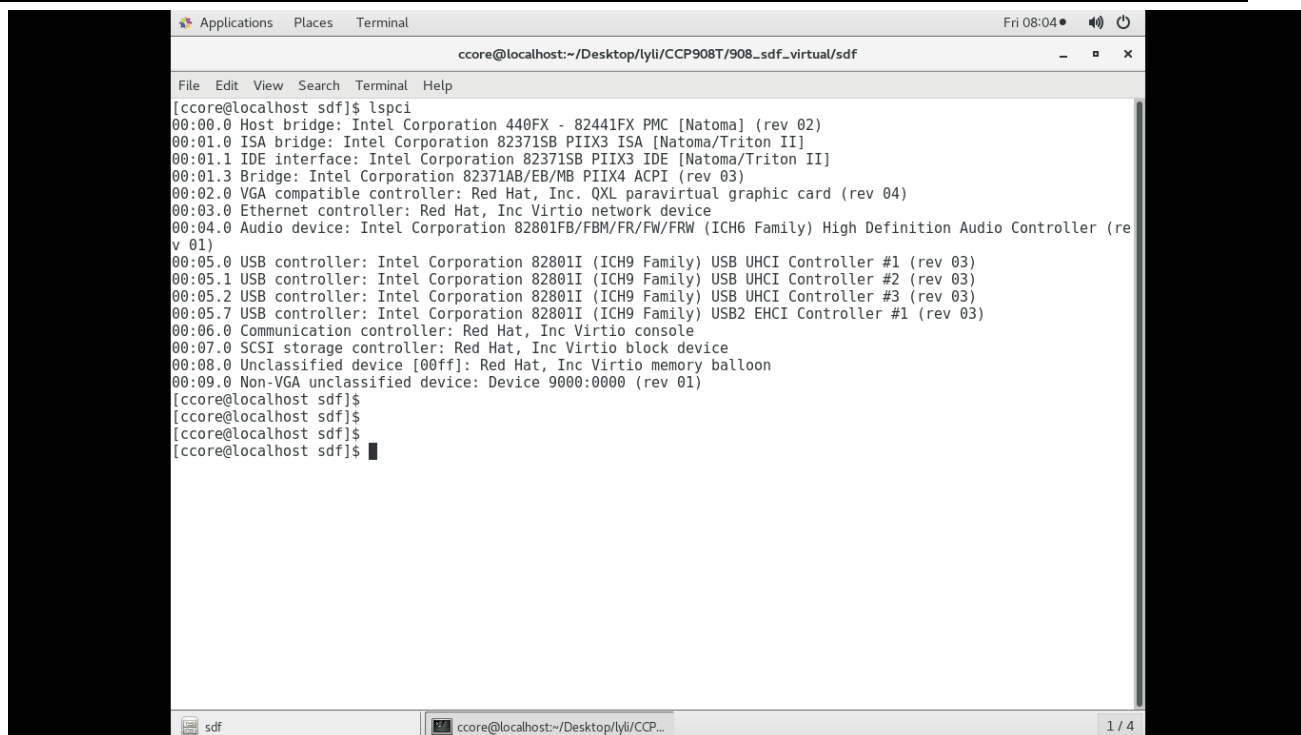 Applications Places Terminal Fri 08:04
ccore@localhost:~/Desktop/lyli/CCP908T/908_sdf_virtual/sdf
File Edit View Search Terminal Help
[ccore@localhost sdf]$ lspci
00:00.0 Host bridge: Intel Corporation 440FX - 82441FX PMC [Natoma] (rev 02)
00:01.0 ISA bridge: Intel Corporation 82371SB PIIX3 ISA [Natoma/Triton II]
00:01.1 IDE interface: Intel Corporation 82371SB PIIX3 IDE [Natoma/Triton II]
00:01.3 Bridge: Intel Corporation 82371AB/EB/MB PIIX4 ACPI (rev 03)
00:02.0 VGA compatible controller: Red Hat, Inc. QXL paravirtual graphic card (rev 04)
00:03.0 Ethernet controller: Red Hat, Inc Virtio network device
00:04.0 Audio device: Intel Corporation 82801FB/FBM/FR/FW/FRW (ICH6 Family) High Definition Audio Controller (re
v 01)
00:05.0 USB controller: Intel Corporation 82801I (ICH9 Family) USB UHCI Controller #1 (rev 03)
00:05.1 USB controller: Intel Corporation 82801I (ICH9 Family) USB UHCI Controller #2 (rev 03)
00:05.2 USB controller: Intel Corporation 82801I (ICH9 Family) USB UHCI Controller #3 (rev 03)
00:05.7 USB controller: Intel Corporation 82801I (ICH9 Family) USB2 EHCI Controller #1 (rev 03)
00:06.0 Communication controller: Red Hat, Inc Virtio console
00:07.0 SCSI storage controller: Red Hat, Inc Virtio block device
00:08.0 Unclassified device [00ff]: Red Hat, Inc Virtio memory balloon
00:09.0 Non-VGA unclassified device: Device 9000:0000 (rev 01)
[ccore@localhost sdf]$
[ccore@localhost sdf]$
[ccore@localhost sdf]$
[ccore@localhost sdf]$
sdf ccore@localhost:~/Desktop/lyli/CCP... 1 / 4